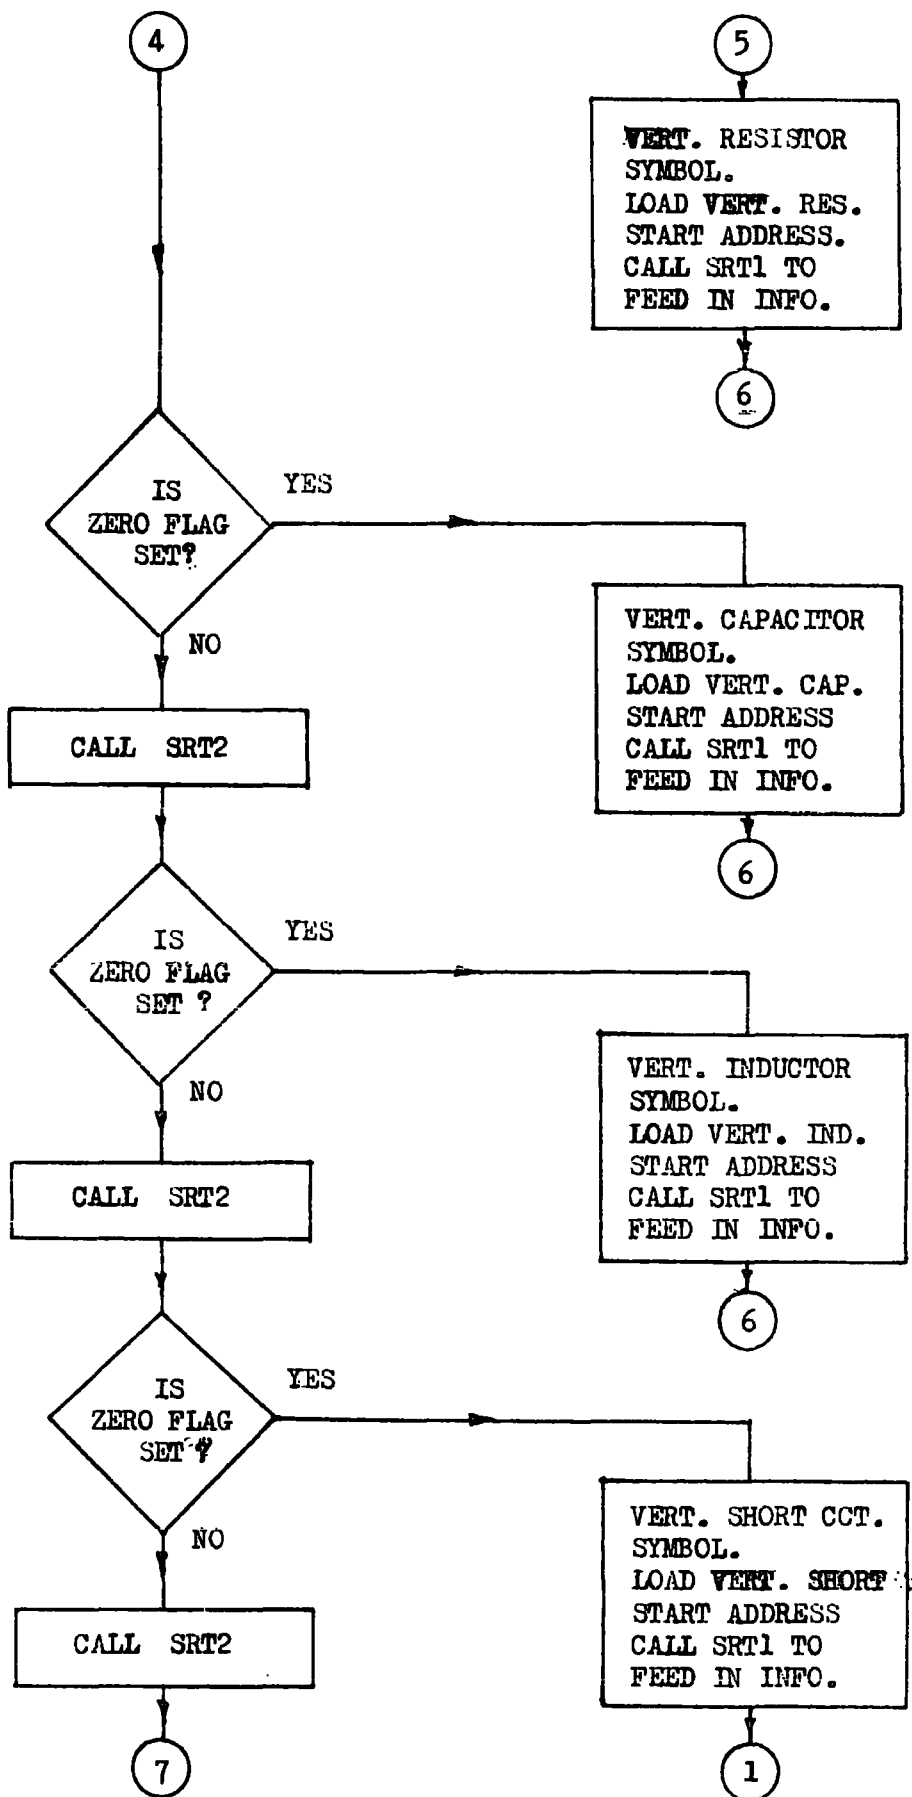 4
5
VERT. RESISTOR
SYMBOL.
LOAD VERT. RES.
START ADDRESS.
CALL SRT1 TO
FEED IN INFO.
6
IS
ZERO FLAG
SET?
YES
NO
VERT. CAPACITOR
SYMBOL.
LOAD VERT. CAP.
START ADDRESS
CALL SRT1 TO
FEED IN INFO.
6
CALL SRT2
IS
ZERO FLAG
SET ?
YES
NO
VERT. INDUCTOR
SYMBOL.
LOAD VERT. IND.
START ADDRESS
CALL SRT1 TO
FEED IN INFO.
6
CALL SRT2
IS
ZERO FLAG
SET ?
YES
NO
VERT. SHORT CCT.
SYMBOL.
LOAD VERT. SHORT
START ADDRESS
CALL SRT1 TO
FEED IN INFO.
1
CALL SRT2
7